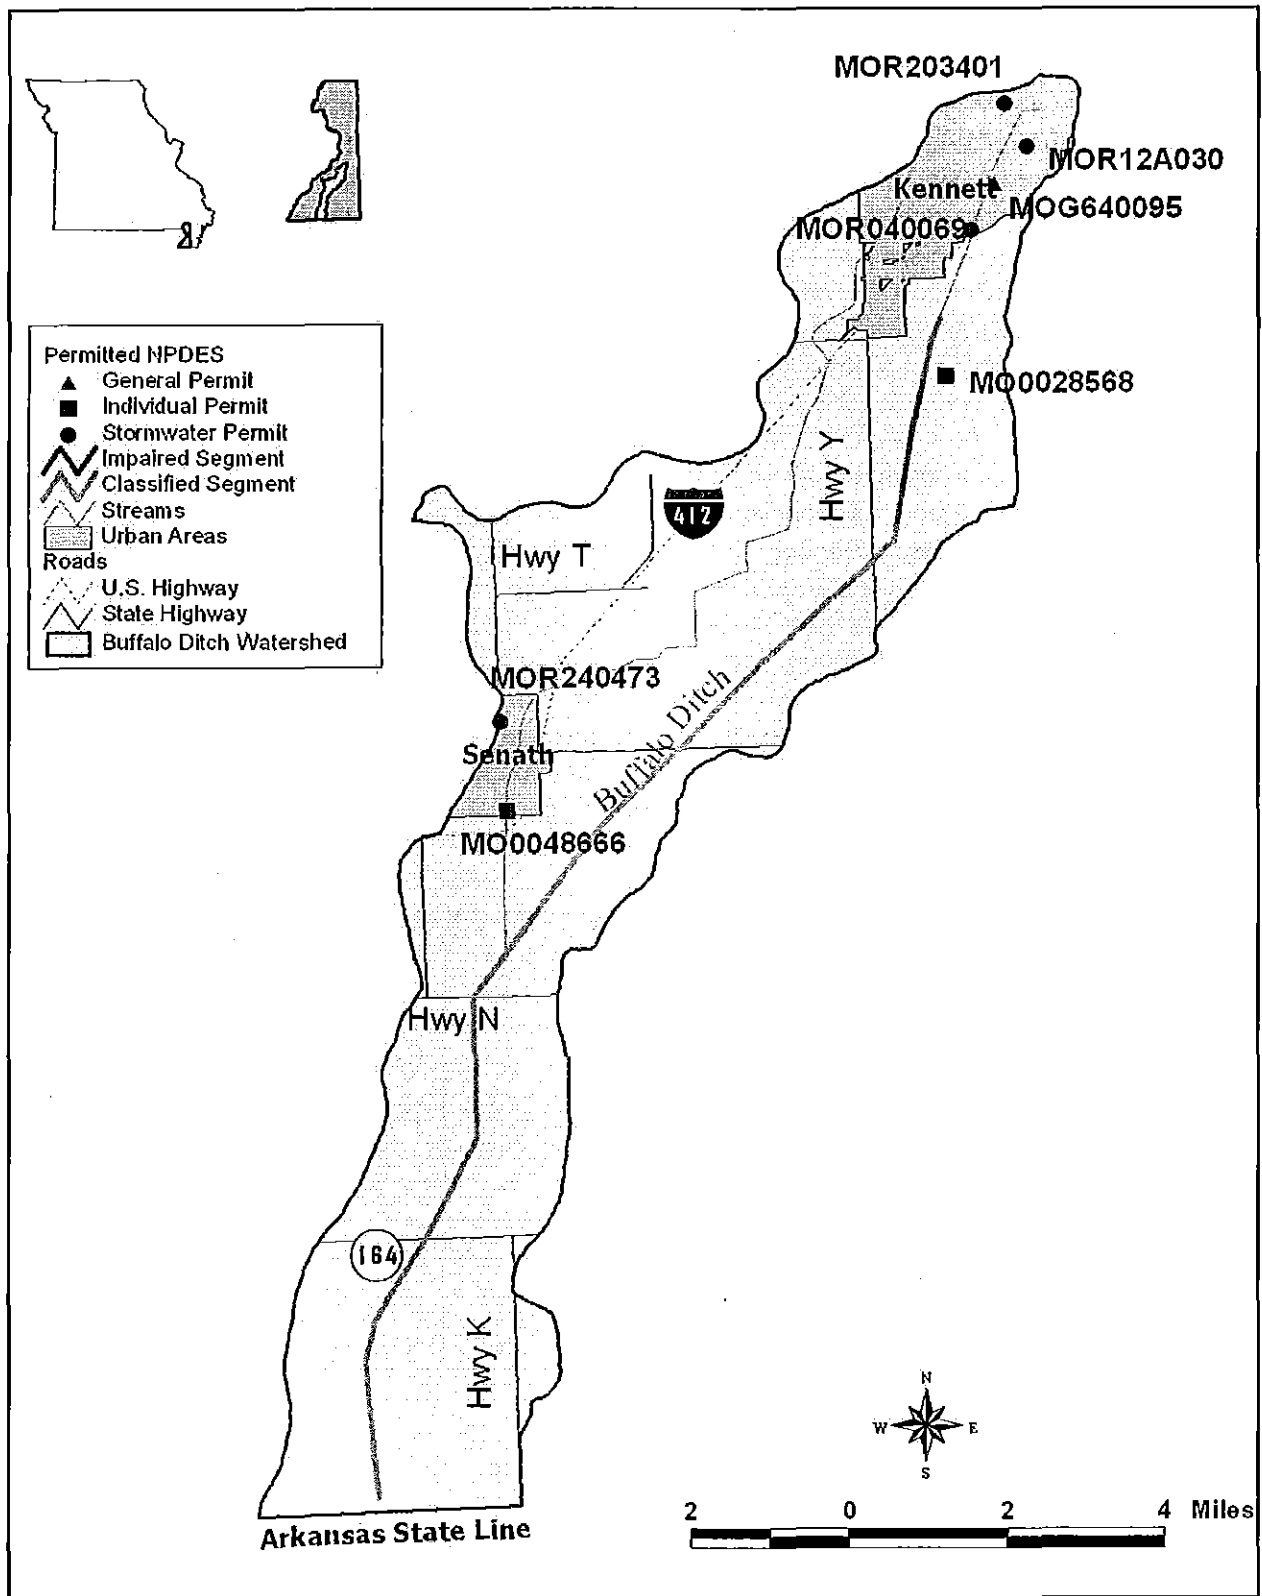 MOR203401
MOR12A030
Kennett
MOG640095
MOR040069
MO0028568
Permitted NPDES
General Permit
Individual Permit
Stormwater Permit
Impaired Segment
Classified Segment
Streams
Urban Areas
Roads
U.S. Highway
State Highway
Buffalo Ditch Watershed
Hwy Y
412
Hwy T
MOR240473
Buffalo Ditch
Senath
MO0048666
Hwy N
164
Hwy K
N
W E
S
2 0 2 4 Miles
Arkansas State Line